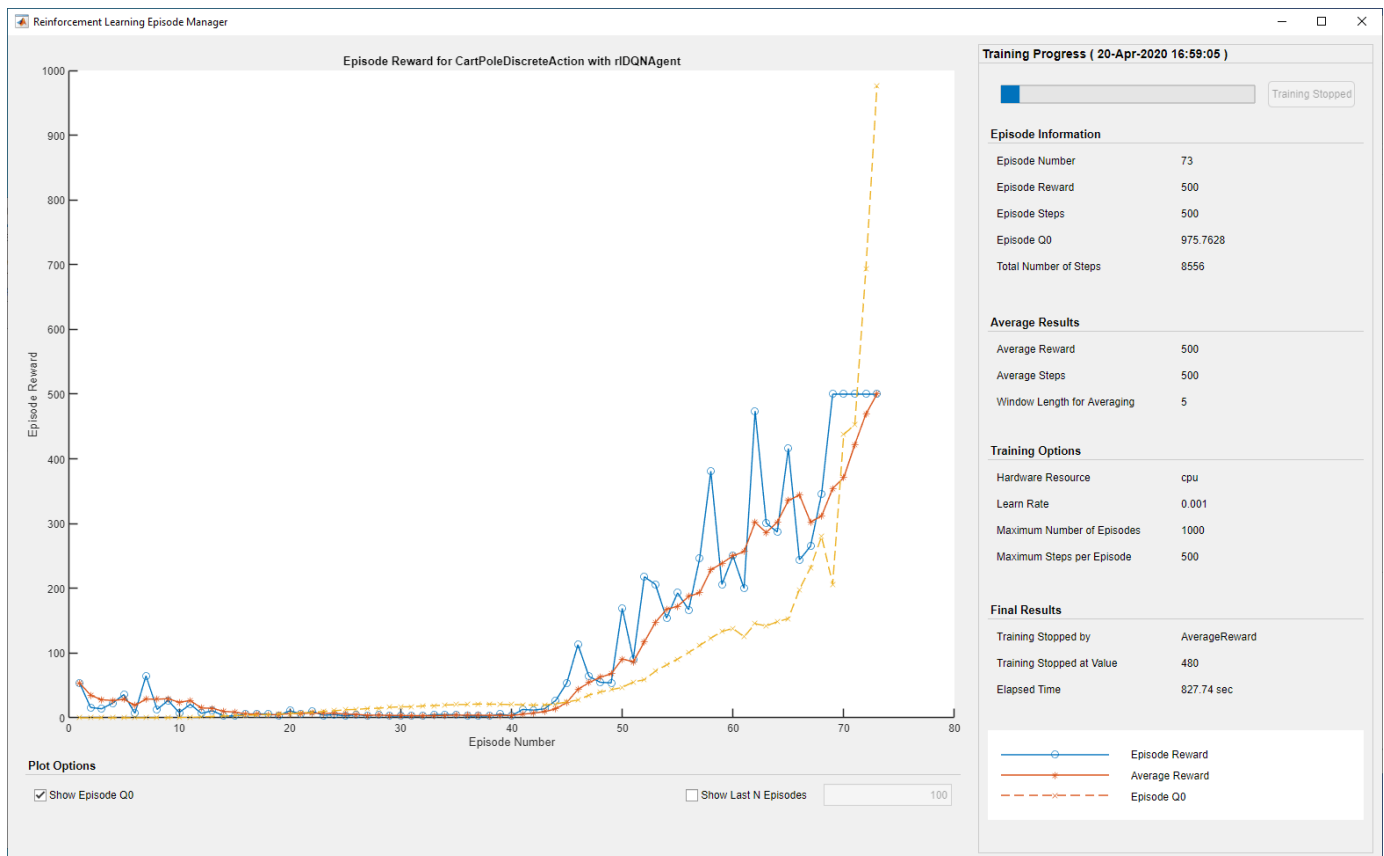 Reinforcement Learning Episode Manager
Episode Reward for CartPoleDiscreteAction with rlDQNAgent
1000
900
800
700
600
500
400
300
200
100
0
Episode Reward
0 10 20 30 40 50 60 70 80
Episode Number
Plot Options
Show Episode Q0
Show Last N Episodes 100
Training Progress ( 20-Apr-2020 16:59:05 )
Training Stopped
Episode Information
Episode Number 73
Episode Reward 500
Episode Steps 500
Episode Q0 975.7628
Total Number of Steps 8556
Average Results
Average Reward 500
Average Steps 500
Window Length for Averaging 5
Training Options
Hardware Resource cpu
Learn Rate 0.001
Maximum Number of Episodes 1000
Maximum Steps per Episode 500
Final Results
Training Stopped by AverageReward
Training Stopped at Value 480
Elapsed Time 827.74 sec
Episode Reward
Average Reward
Episode Q0